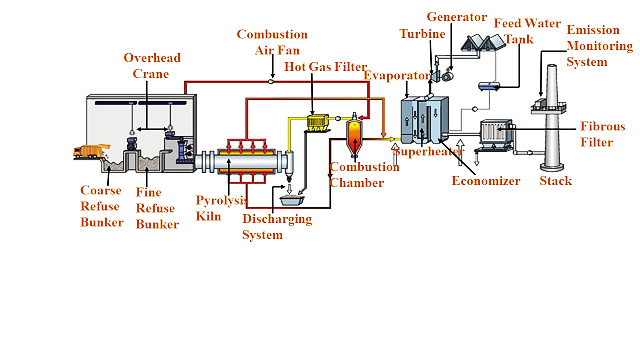 Generator
Feed Water
Tank
Emission
Monitoring
System
Turbine
Combustion
Air Fan
Overhead
Crane
Hot Gas Filter
Evaporator
Fibrous
Filter
Superheater
Combustion
Chamber
Economizer
Stack
Coarse
Refuse
Bunker
Fine
Refuse
Bunker
Pyrolysis
Kiln
Discharging
System